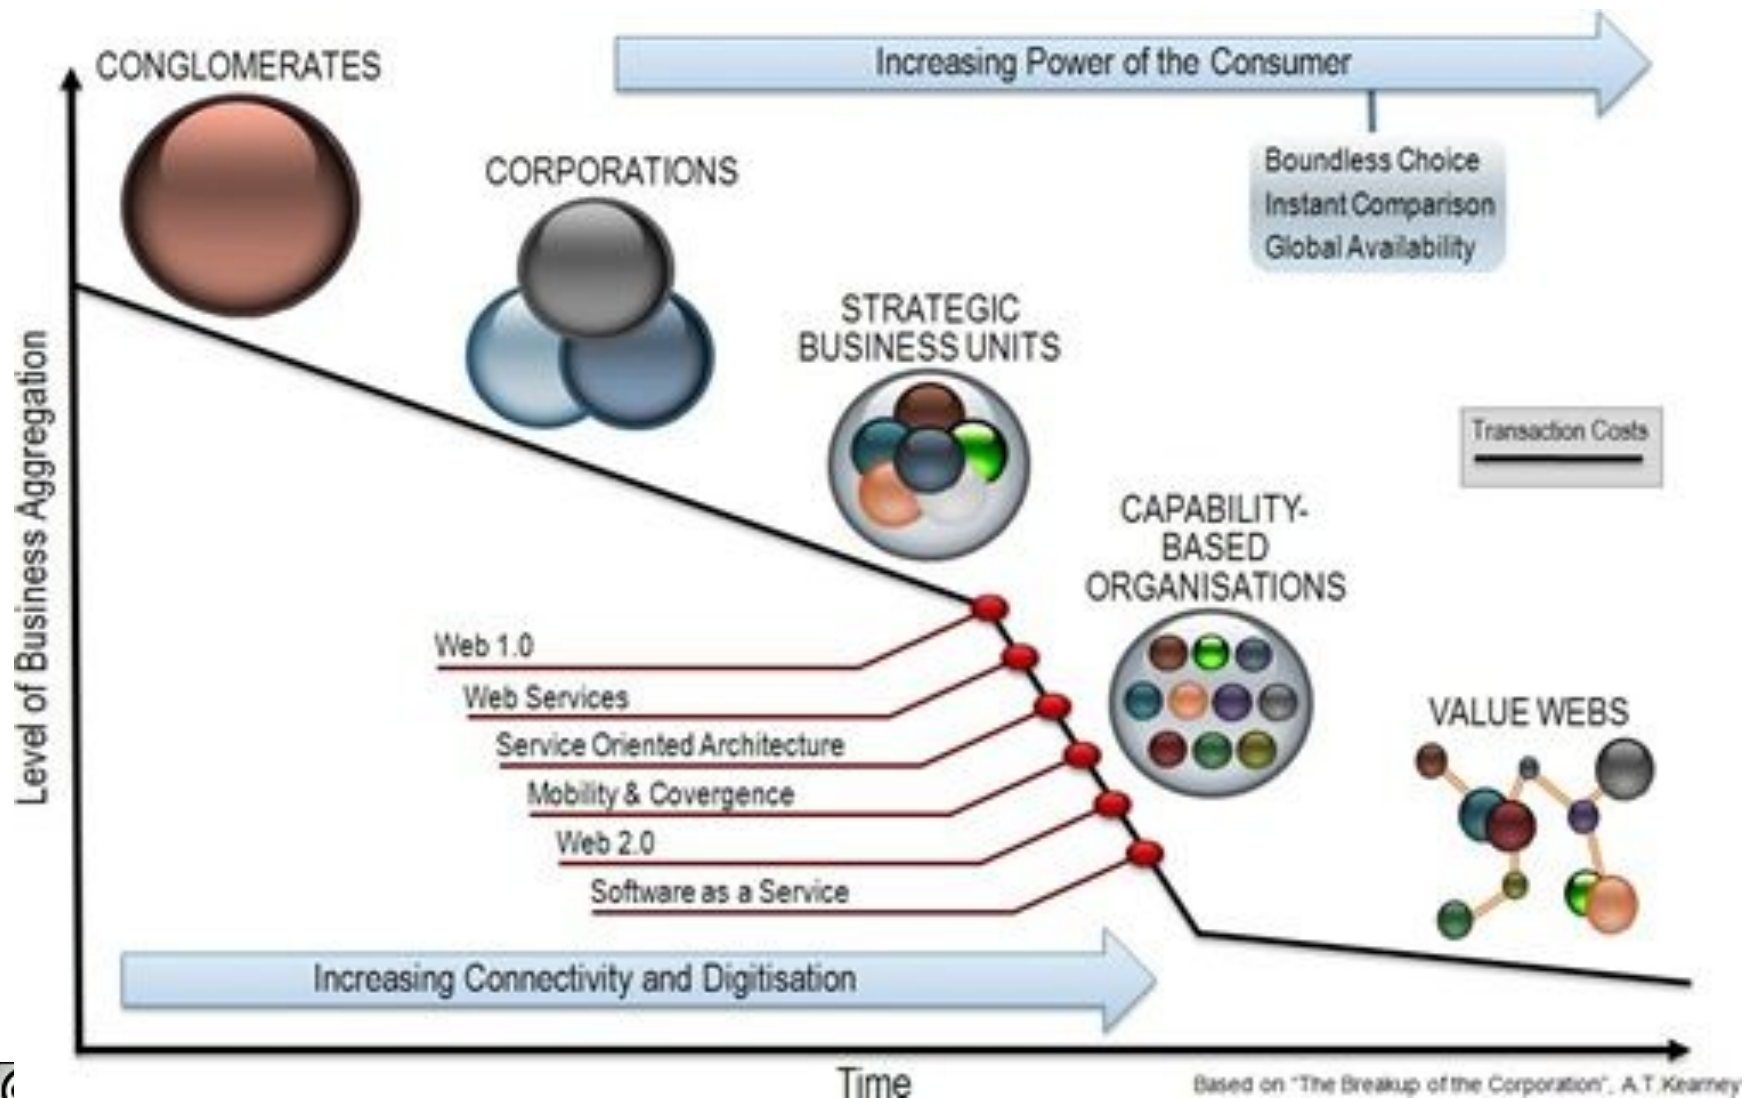 CONGLOMERATES
Increasing Power of the Consumer
Boundless Choice
Instant Comparison
Global Availability
CORPORATIONS
STRATEGIC
BUSINESS UNITS
Transaction Costs
CAPABILITY-
BASED
ORGANISATIONS
VALUE WEBS
Level of Business Aggregation
Web 1.0
Web Services
Service Oriented Architecture
Mobility & Covergence
Web 2.0
Software as a Service
Increasing Connectivity and Digitisation
Time
Based on "The Breakup of the Corporation", A.T.Kearney